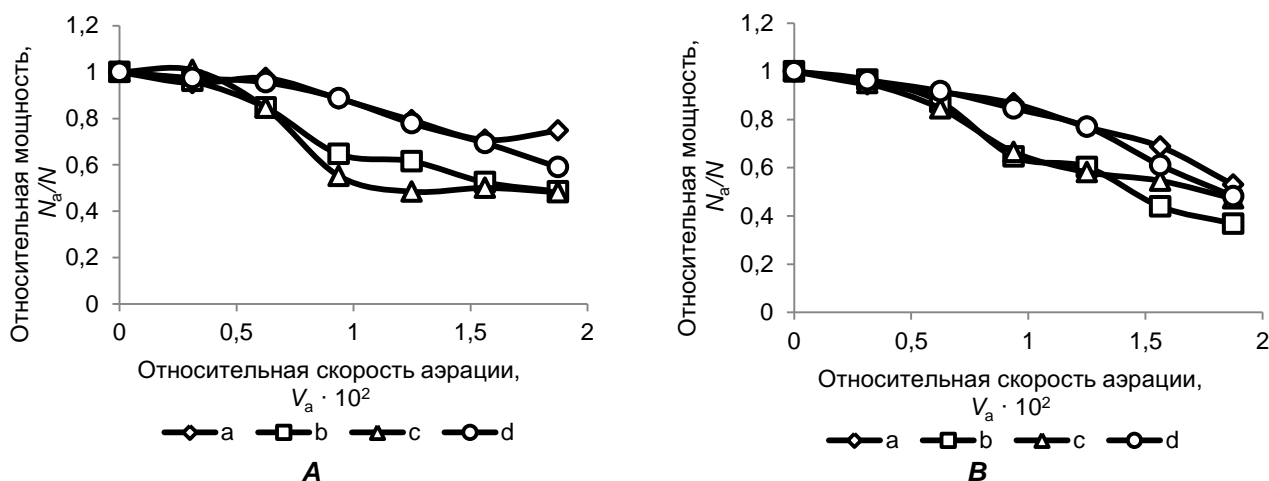 Относительная мощность,
Nₐ/N
1,2
1
0,8
0,6
0,4
0,2
0
0 0,5 1 1,5 2
Относительная скорость аэрации,
Vₐ · 10²
a b c d
A
Относительная мощность,
Nₐ/N
1,2
1
0,8
0,6
0,4
0,2
0
0 0,5 1 1,5 2
Относительная скорость аэрации,
Vₐ · 10²
a b c d
B